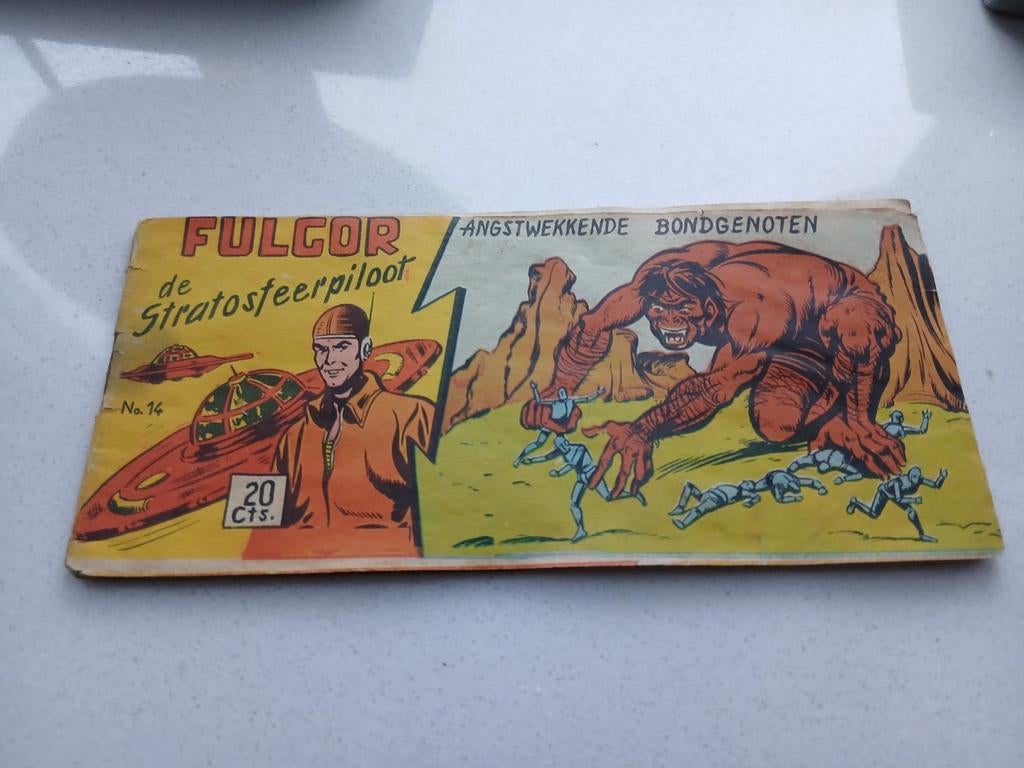 FULGOR
de
Stratosfeerpiloot
No. 14
20
Cts.
ANGSTWEKKENDE BONDGENOTEN